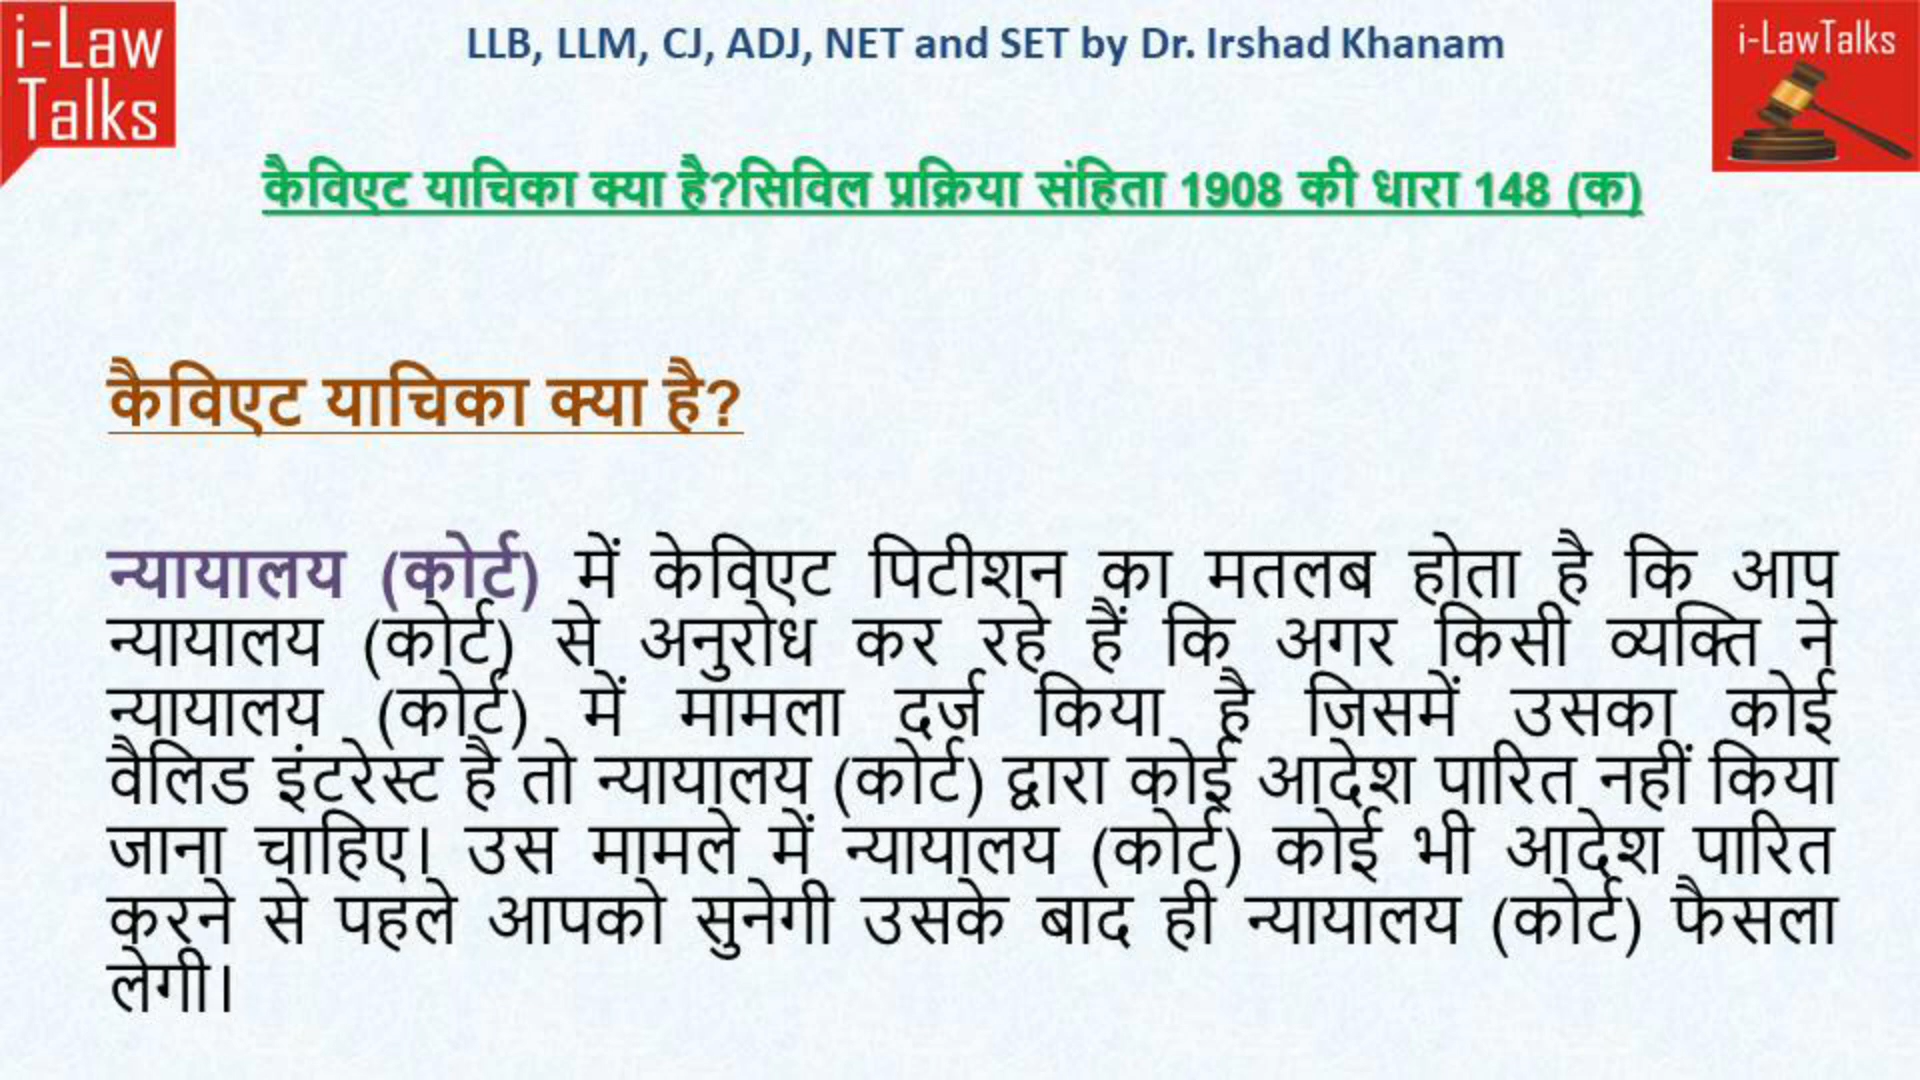 i-Law
Talks
LLB, LLM, CJ, ADJ, NET and SET by Dr. Irshad Khanam
i-LawTalks
कैविएट याचिका क्या है?सिविल प्रक्रिया संहिता 1908 की धारा 148 (क)
कैविएट याचिका क्या है?
न्यायालय (कोर्ट) में केविएट पिटीशन का मतलब होता है कि आप
न्यायालय (कोर्ट) से अनुरोध कर रहे हैं कि अगर किसी व्यक्ति ने
न्यायालय (कोर्ट) में मामला दर्ज किया है जिसमें उसका कोई
वैलिड इंटरेस्ट है तो न्यायालय (कोर्ट) द्वारा कोई आदेश पारित नहीं किया
जाना चाहिए। उस मामले में न्यायालय (कोर्ट) कोई भी आदेश पारित
करने से पहले आपको सुनेगी उसके बाद ही न्यायालय (कोर्ट) फैसला
लेगी।